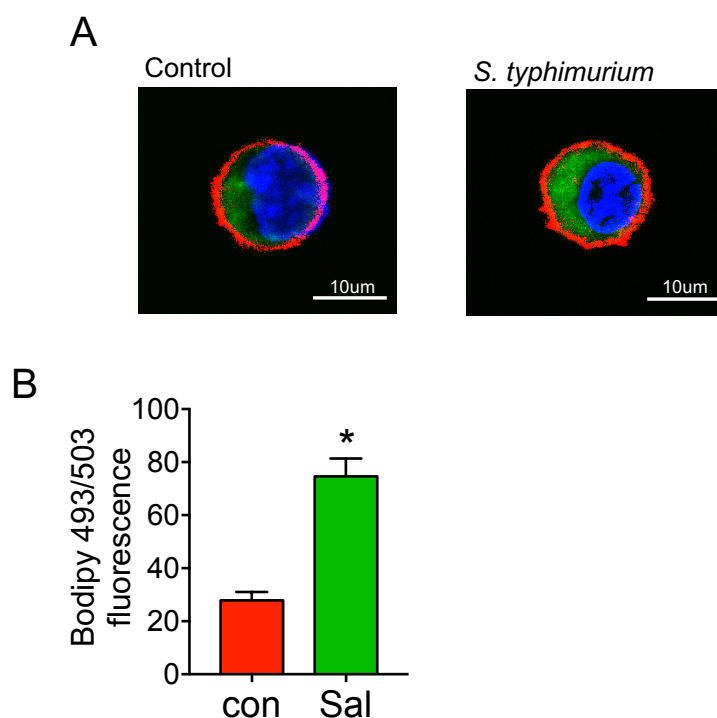 A
Control
S. typhimurium
10um
10um
B
Bodipy 493/503
fluorescence
100
80
60
40
20
0
*
con
Sal